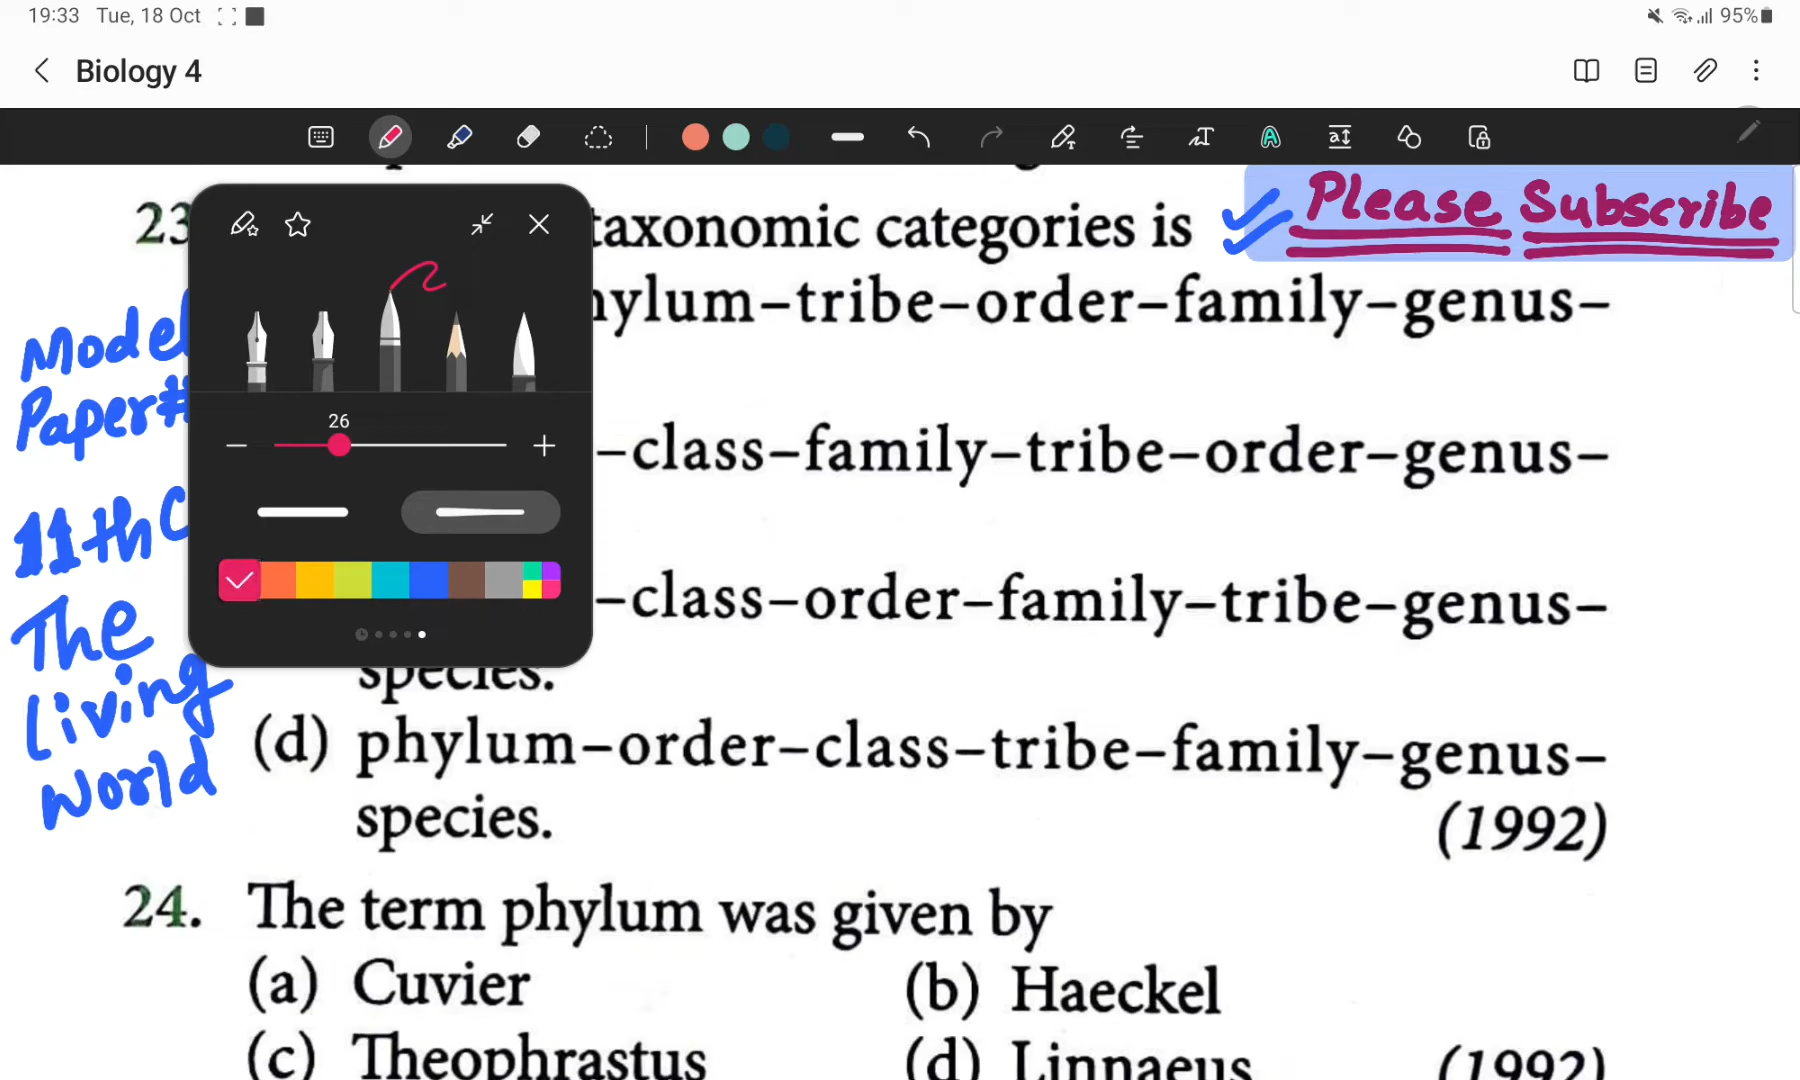 19:33 Tue, 18 Oct 95%
Biology 4
23 taxonomic categories is Please Subscribe
hylum–tribe–order–family–genus–
Model
Paper#
26
–class–family–tribe–order–genus–
11th C
–class–order–family–tribe–genus–
The
species.
Living
(d) phylum–order–class–tribe–family–genus–
World
species. (1992)
24. The term phylum was given by
(a) Cuvier (b) Haeckel
(c) Theophrastus (d) Linnaeus (1992)